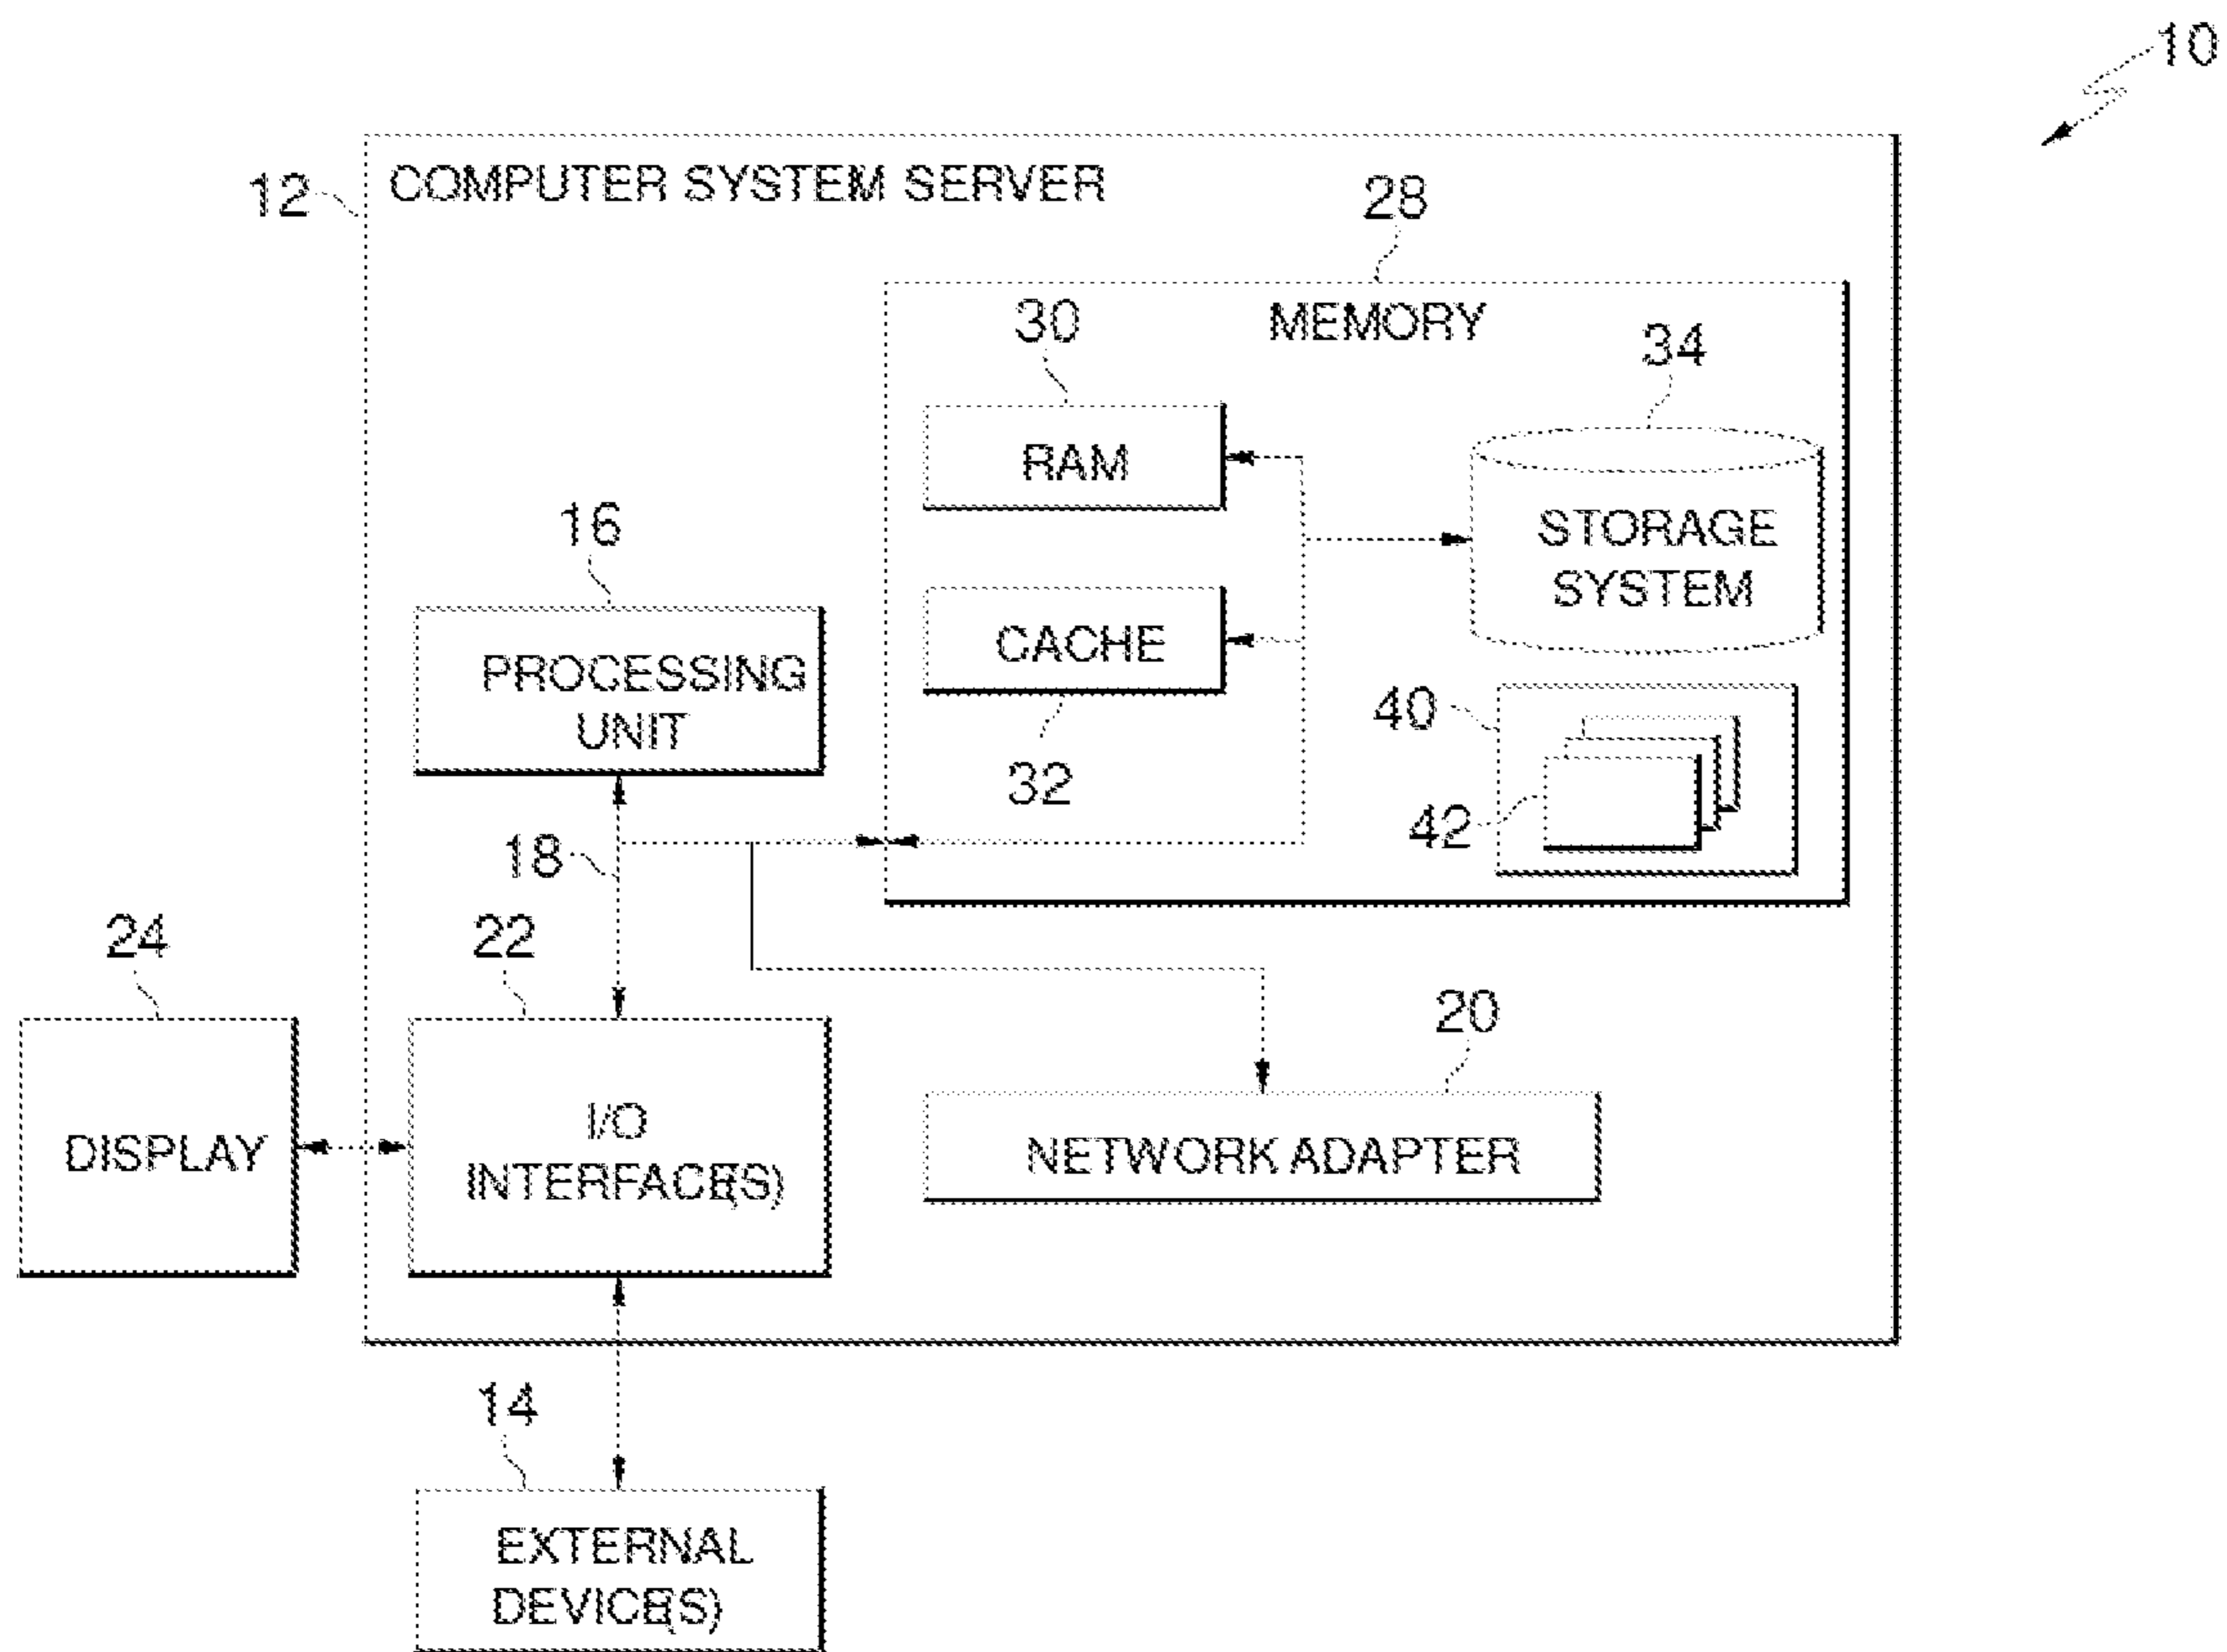 10
12
COMPUTER SYSTEM SERVER
28
MEMORY
30
34
RAM
STORAGE
SYSTEM
16
CACHE
PROCESSING
UNIT
40
32
42
18
24
22
20
DISPLAY
I/O
INTERFACE(S)
NETWORK ADAPTER
14
EXTERNAL
DEVICE(S)